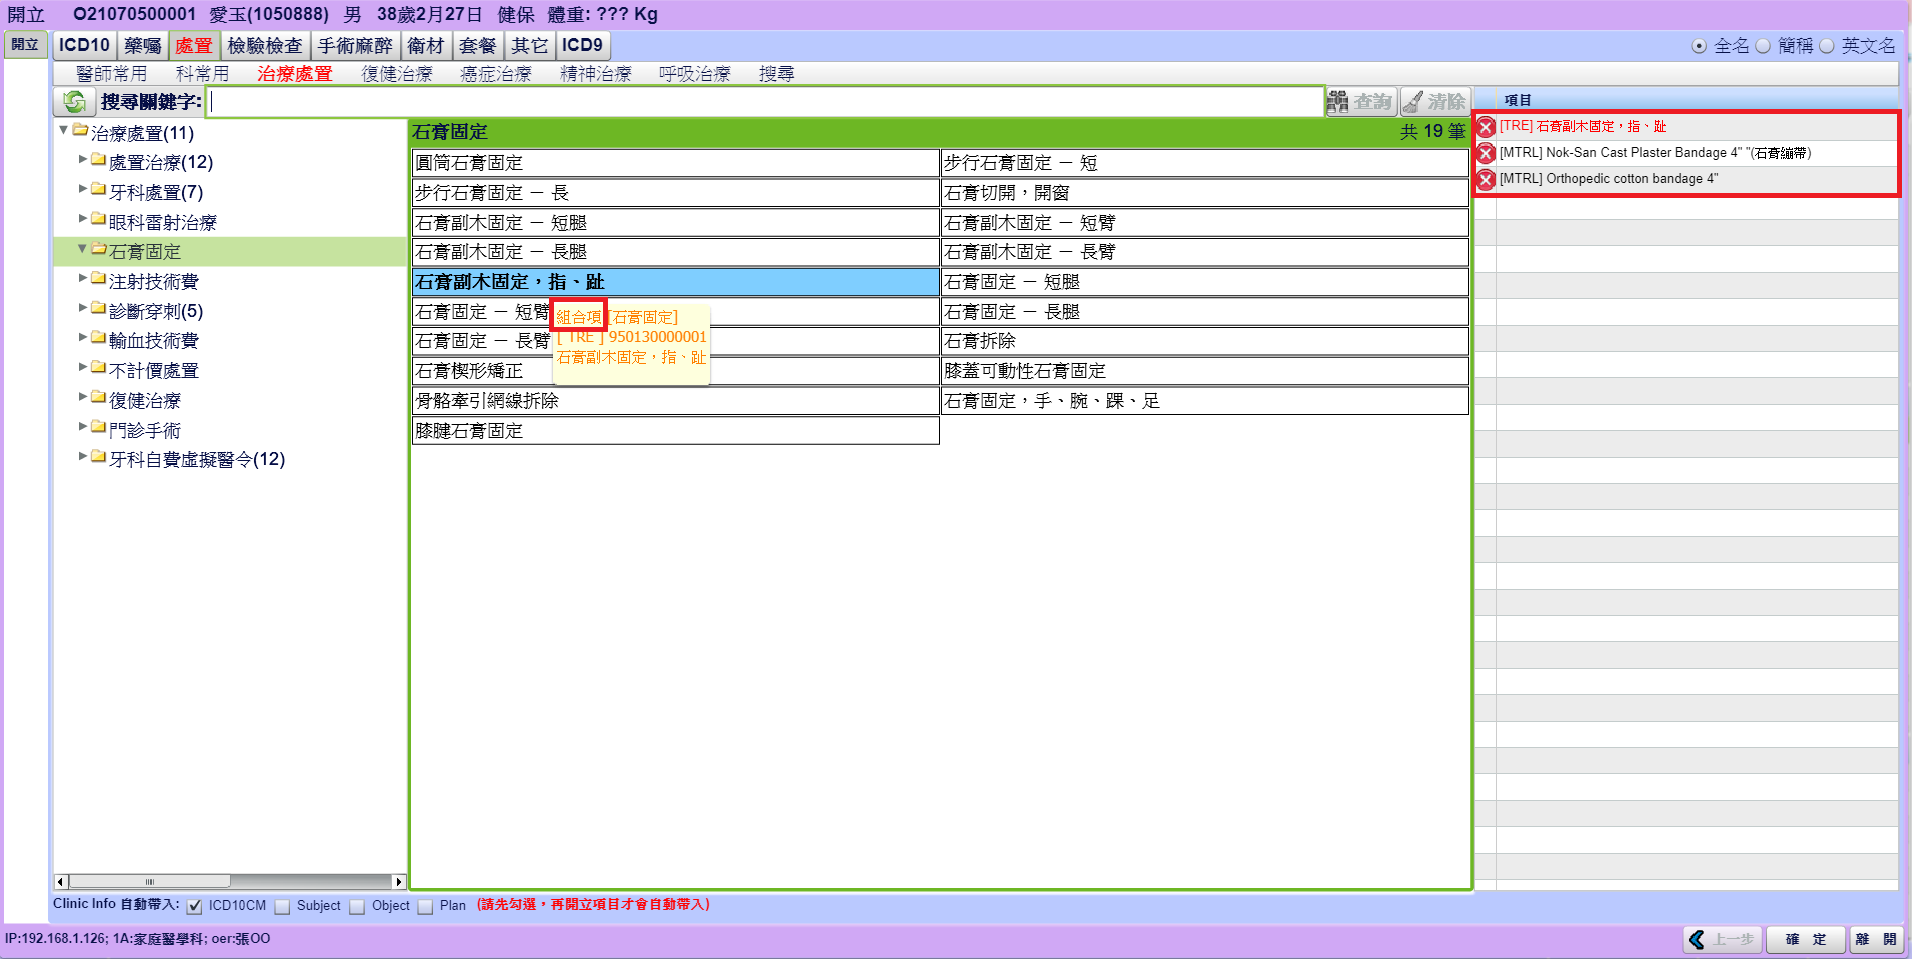 開立 O21070500001 愛玉(1050888) 男 38歲2月27日 健保 體重: ??? Kg
開立 ICD10 藥囑 處置 檢驗檢查 手術麻醉 衛材 套餐 其它 ICD9 全名 簡稱 英文名
醫師常用 科常用 治療處置 復健治療 癌症治療 精神治療 呼吸治療 搜尋
搜尋關鍵字: 查詢 清除
項目
治療處置(11)
處置治療(12)
牙科處置(7)
眼科雷射治療
石膏固定
注射技術費
診斷穿刺(5)
輸血技術費
不計價處置
復健治療
門診手術
牙科自費虛擬醫令(12)
石膏固定 共 19 筆
圓筒石膏固定 步行石膏固定 － 短
步行石膏固定 － 長 石膏切開，開窗
石膏副木固定 － 短腿 石膏副木固定 － 短臂
石膏副木固定 － 長腿 石膏副木固定 － 長臂
石膏副木固定，指、趾 石膏固定 － 短腿
石膏固定 － 短臂 石膏固定 － 長腿
石膏固定 － 長臂 石膏拆除
石膏楔形矯正 膝蓋可動性石膏固定
骨骼牽引網線拆除 石膏固定，手、腕、踝、足
膝腱石膏固定
組合項 [石膏固定]
[ TRE ] 950130000001
石膏副木固定，指、趾
[TRE] 石膏副木固定，指、趾
[MTRL] Nok-San Cast Plaster Bandage 4" "(石膏繃帶)
[MTRL] Orthopedic cotton bandage 4"
Clinic Info 自動帶入: ICD10CM Subject Object Plan (請先勾選，再開立項目才會自動帶入)
IP:192.168.1.126; 1A:家庭醫學科; oer:張OO 上一步 確 定 離 開